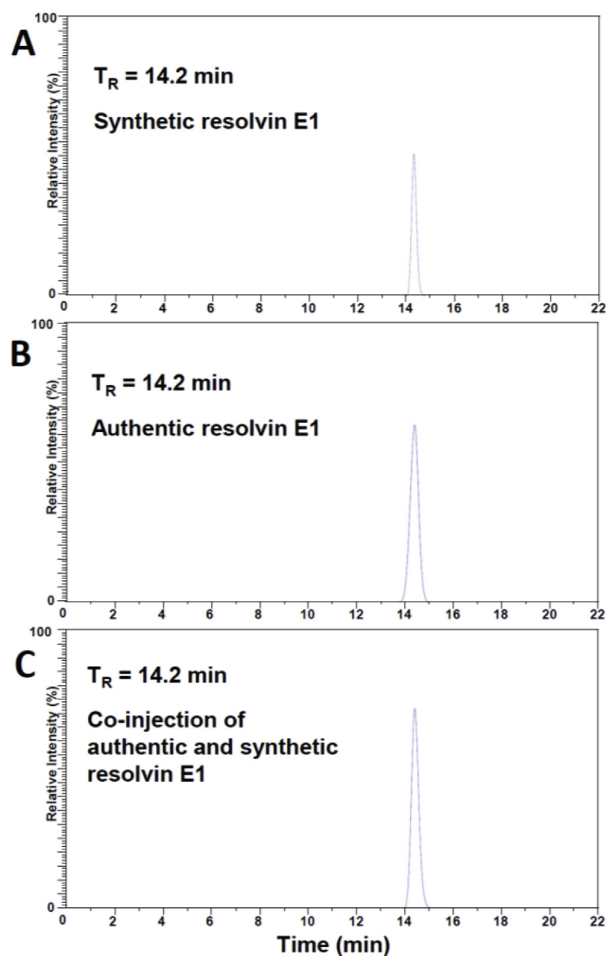 A
100
Relative Intensity (%)
T_R = 14.2 min
Synthetic resolvin E1
0
0 2 4 6 8 10 12 14 16 18 20 22
B
100
Relative Intensity (%)
T_R = 14.2 min
Authentic resolvin E1
0
0 2 4 6 8 10 12 14 16 18 20 22
C
100
Relative Intensity (%)
T_R = 14.2 min
Co-injection of
authentic and synthetic
resolvin E1
0
0 2 4 6 8 10 12 14 16 18 20 22
Time (min)